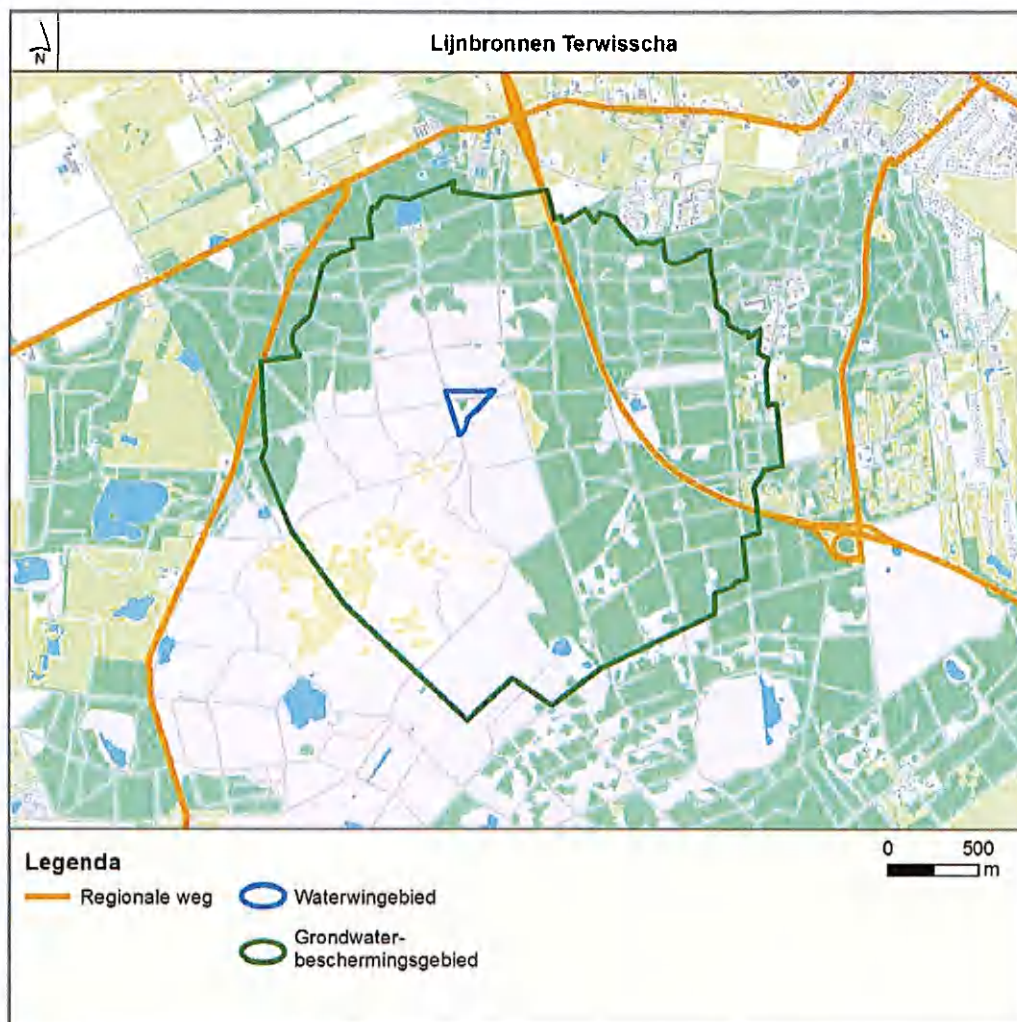 N
Lijnbronnen Terwisscha
Legenda
Regionale weg
Waterwingebied
Grondwater-
beschermingsgebied
0 500
m